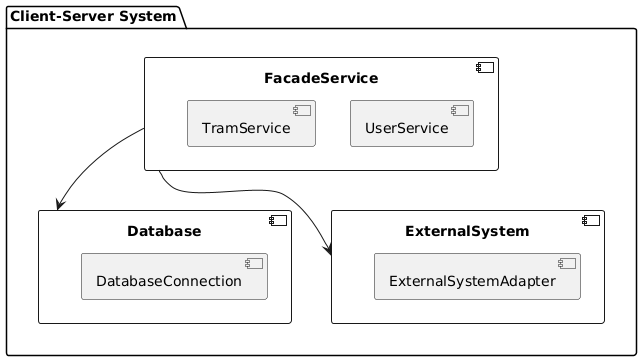 Client-Server System
FacadeService
TramService
UserService
Database
DatabaseConnection
ExternalSystem
ExternalSystemAdapter